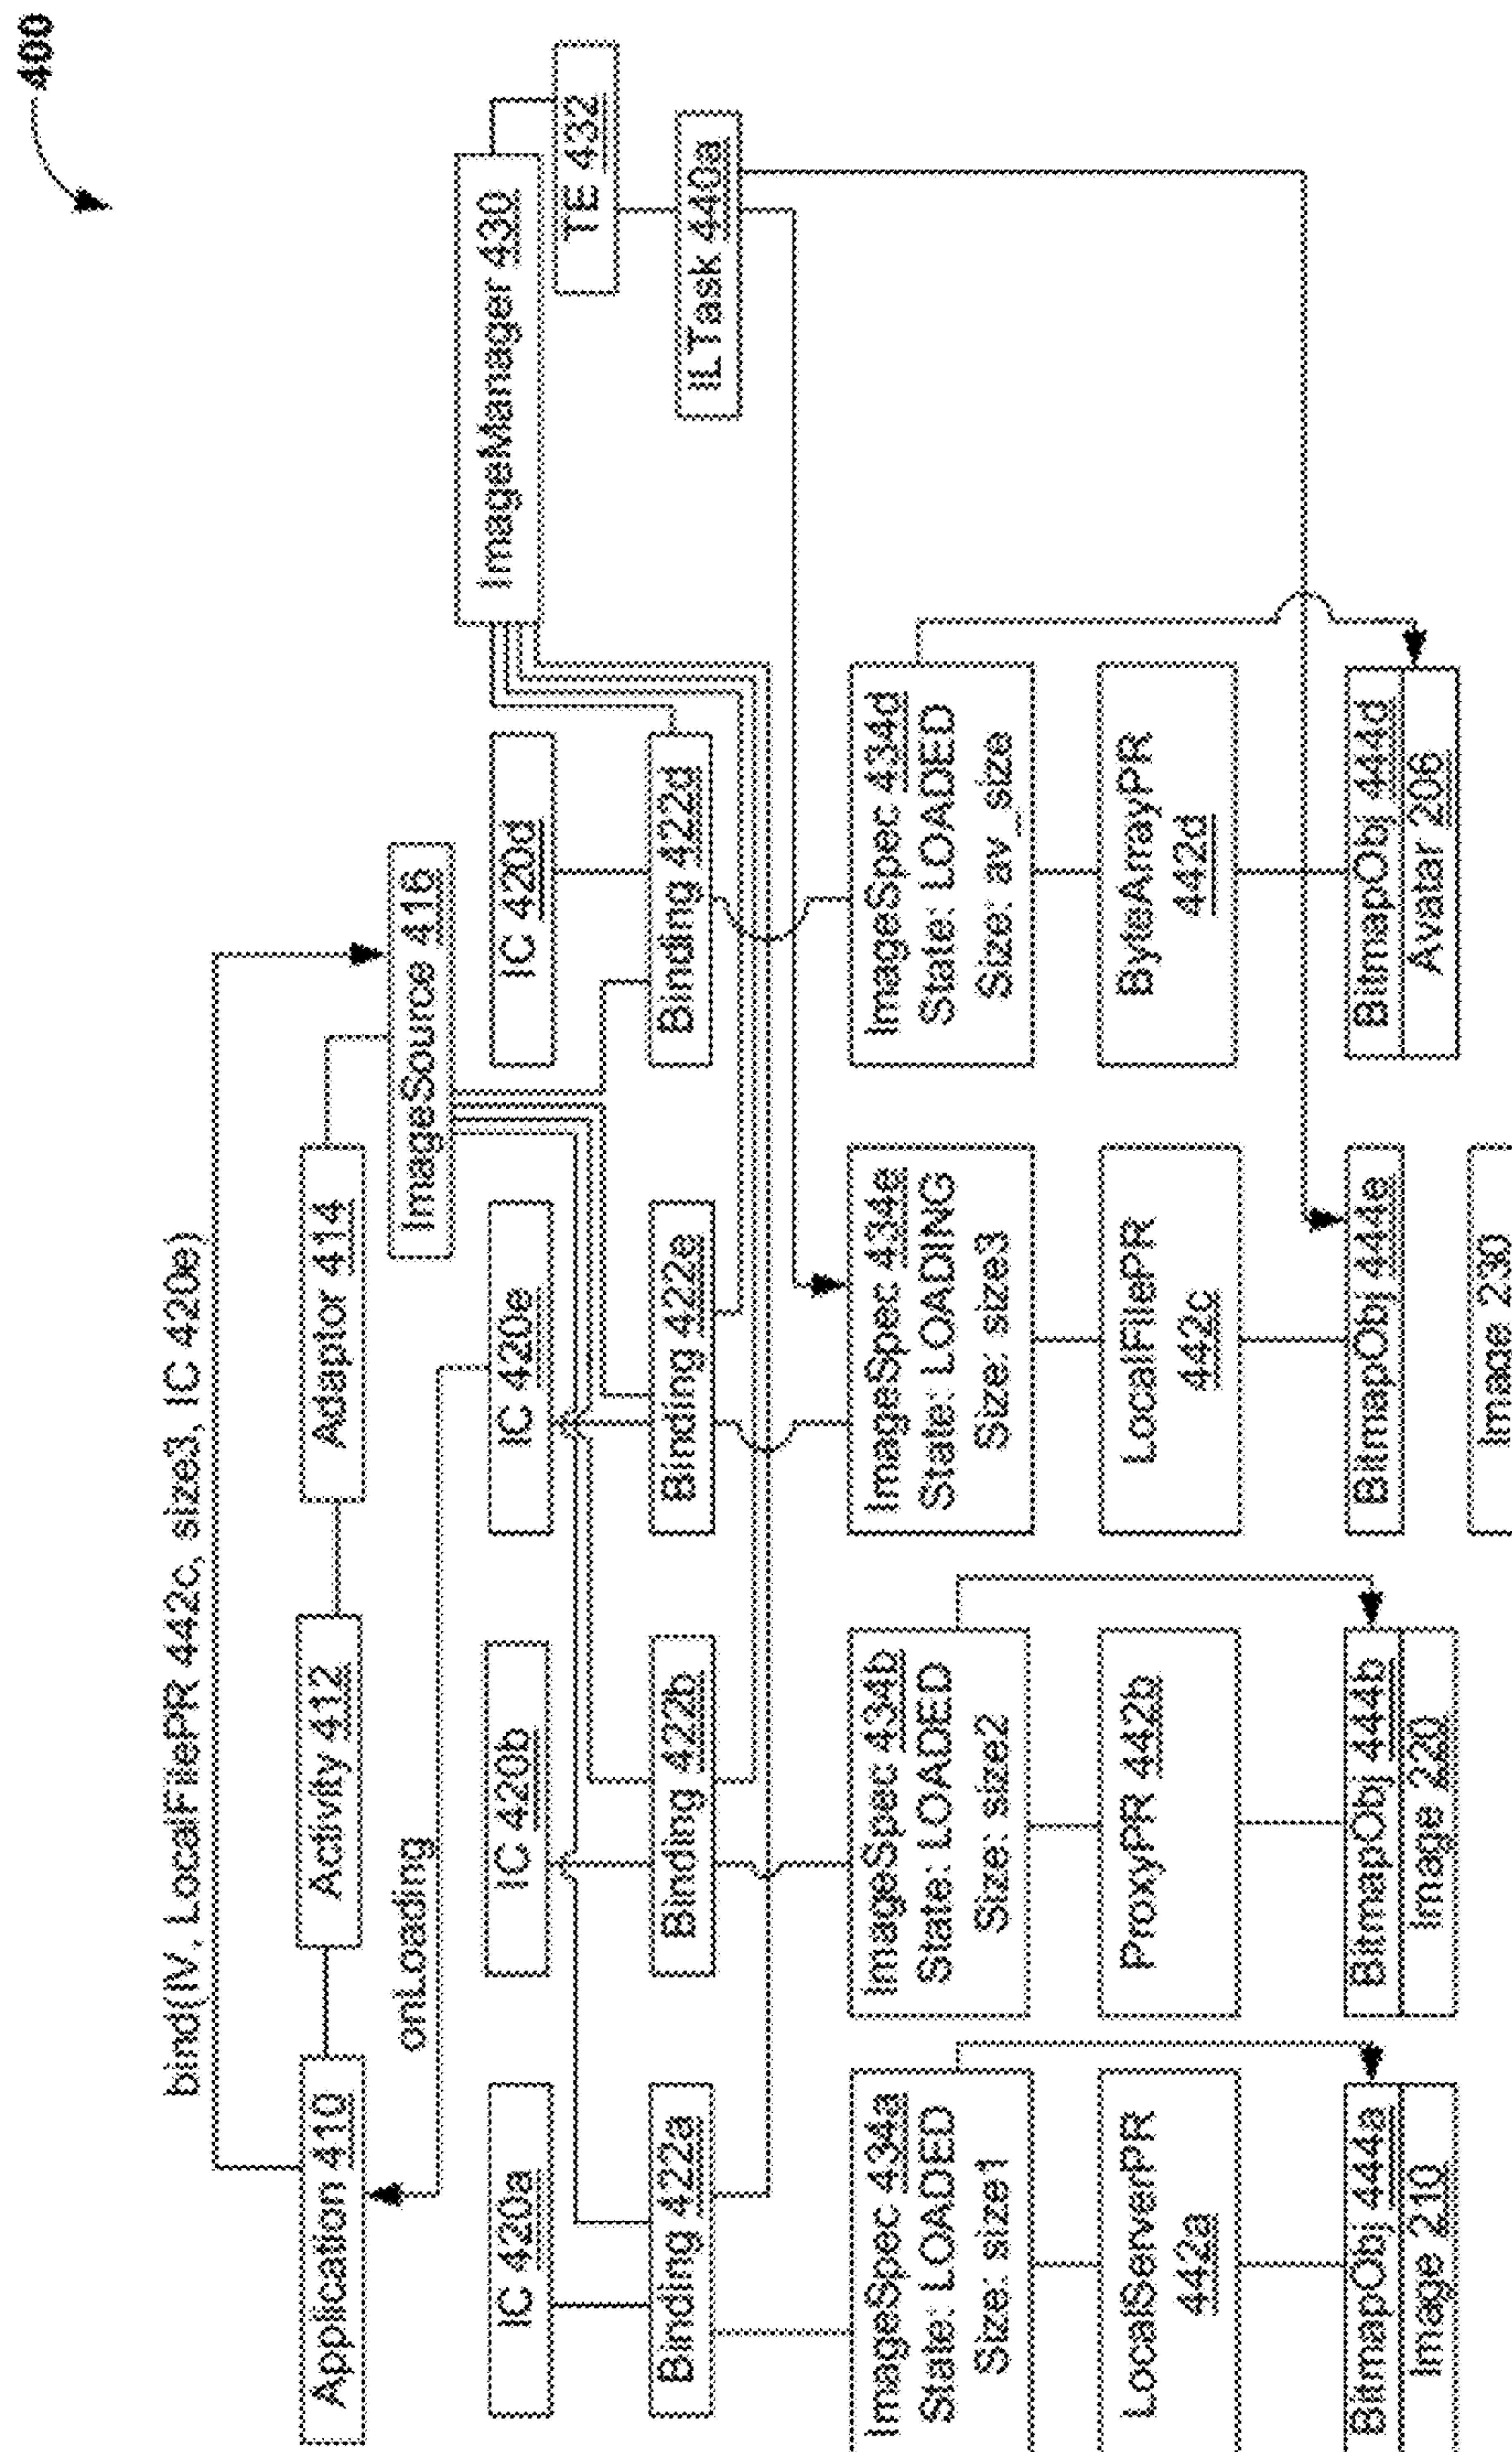 400
bind(IV, LocalFilePR 442c, size3, IC 420e)
Application 410
Activity 412
Adaptor 414
ImageSource 416
onLoading
ImageManager 430
TE 432
ILTask 440a
IC 420a
IC 420b
IC 420e
IC 420d
Binding 422a
Binding 422b
Binding 422e
Binding 422d
ImageSpec 434a
State: LOADED
Size: size1
ImageSpec 434b
State: LOADED
Size: size2
ImageSpec 434e
State: LOADING
Size: size3
ImageSpec 434d
State: LOADED
Size: av_size
LocalServerPR
442a
ProxyPR 442b
LocalFilePR
442c
ByteArrayPR
442d
BitmapObj 444a
Image 210
BitmapObj 444b
Image 220
BitmapObj 444e
Image 230
BitmapObj 444d
Avatar 206